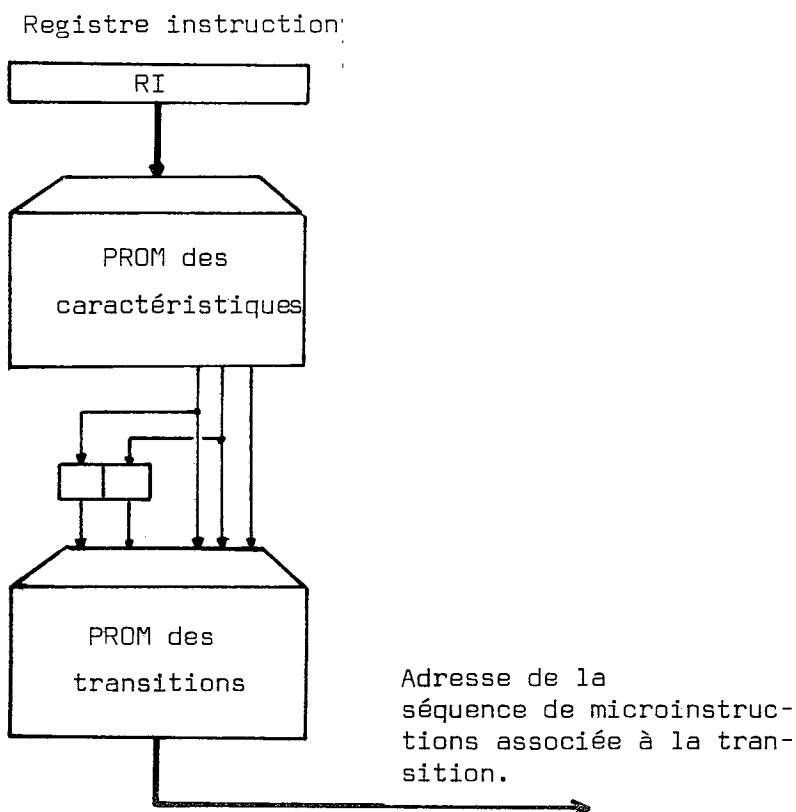 Registre instruction
RI
PROM des
caractéristiques
PROM des
transitions
Adresse de la
séquence de microinstruc-
tions associée à la tran-
sition.